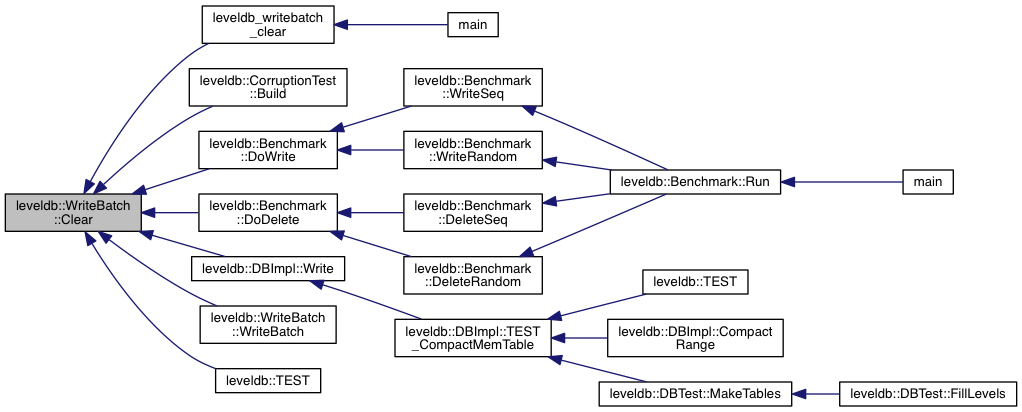 leveldb_writebatch
_clear
main
leveldb::CorruptionTest
::Build
leveldb::Benchmark
::WriteSeq
leveldb::Benchmark
::DoWrite
leveldb::Benchmark
::WriteRandom
leveldb::Benchmark::Run
main
leveldb::WriteBatch
::Clear
leveldb::Benchmark
::DoDelete
leveldb::Benchmark
::DeleteSeq
leveldb::DBImpl::Write
leveldb::Benchmark
::DeleteRandom
leveldb::TEST
leveldb::WriteBatch
::WriteBatch
leveldb::DBImpl::TEST
_CompactMemTable
leveldb::DBImpl::Compact
Range
leveldb::TEST
leveldb::DBTest::MakeTables
leveldb::DBTest::FillLevels